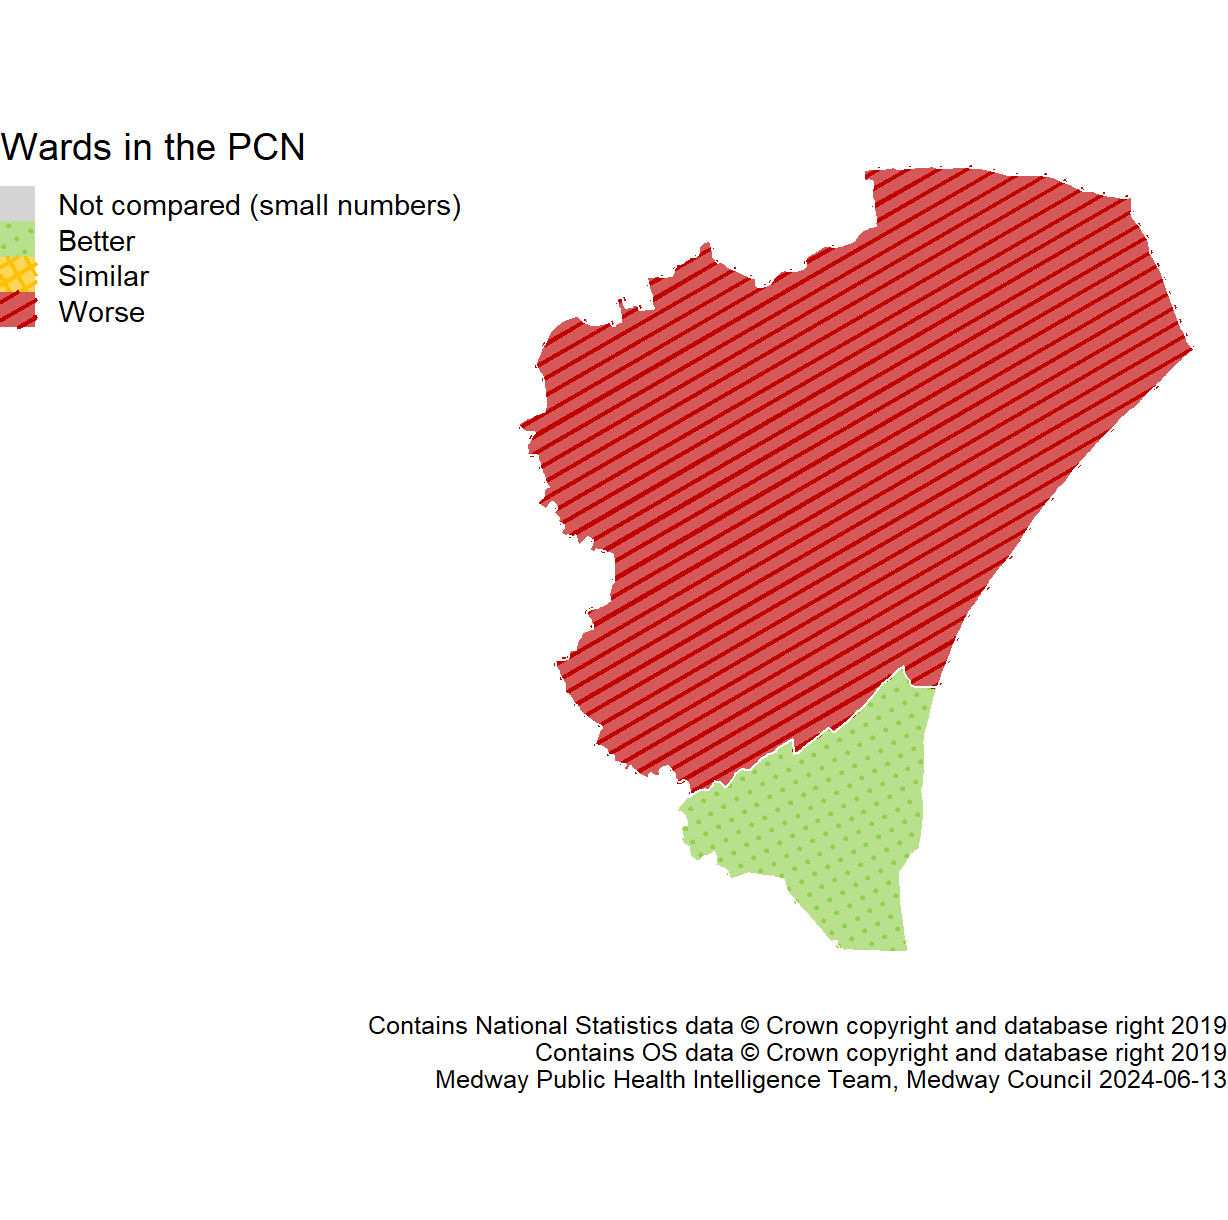 Wards in the PCN
Not compared (small numbers)
Better
Similar
Worse
Contains National Statistics data © Crown copyright and database right 2019
Contains OS data © Crown copyright and database right 2019
Medway Public Health Intelligence Team, Medway Council 2024-06-13